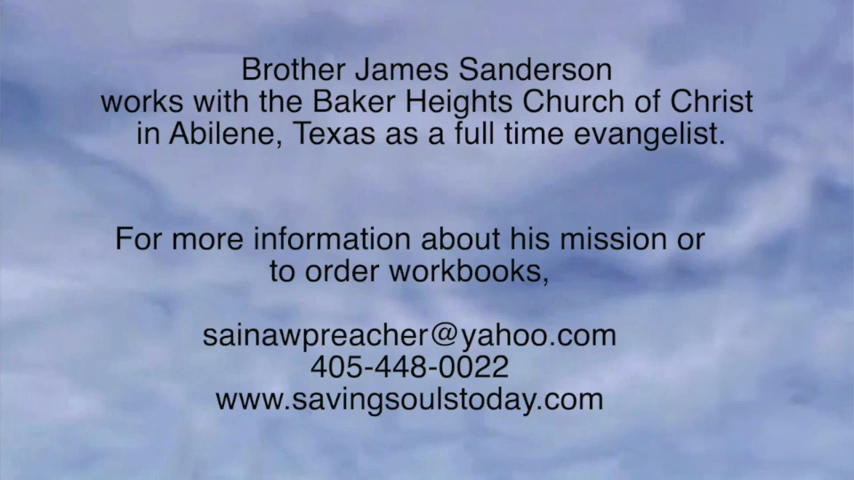 Brother James Sanderson
works with the Baker Heights Church of Christ
in Abilene, Texas as a full time evangelist.
For more information about his mission or
to order workbooks,
sainawpreacher@yahoo.com
405-448-0022
www.savingsoulstoday.com